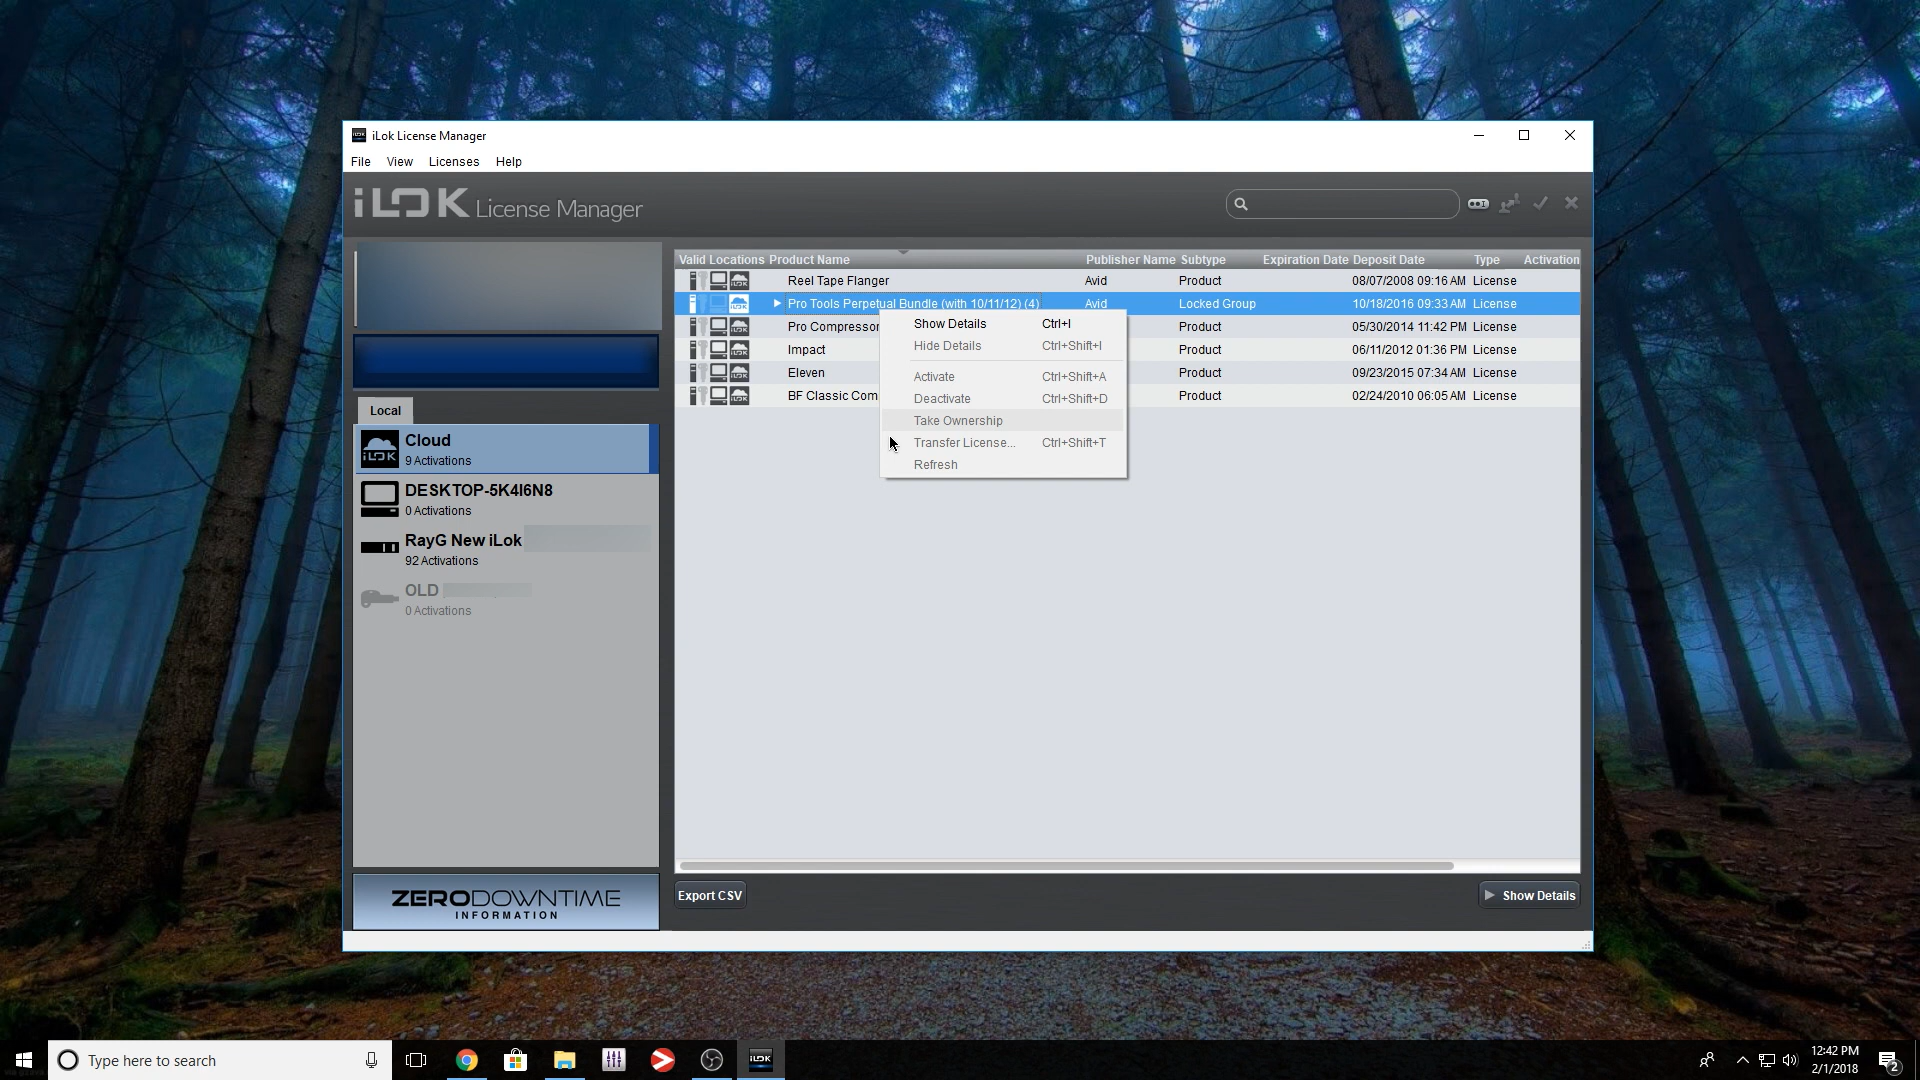 iLok License Manager
File View Licenses Help
iLOK License Manager
Valid Locations Product Name Publisher Name Subtype Expiration Date Deposit Date Type Activation
Reel Tape Flanger Avid Product 08/07/2008 09:16 AM License
Pro Tools Perpetual Bundle (with 10/11/12) (4) Avid Locked Group 10/18/2016 09:33 AM License
Pro Compressor Product 05/30/2014 11:42 PM License
Impact Product 06/11/2012 01:36 PM License
Eleven Product 09/23/2015 07:34 AM License
BF Classic Com Product 02/24/2010 06:05 AM License
Show Details Ctrl+I
Hide Details Ctrl+Shift+I
Activate Ctrl+Shift+A
Deactivate Ctrl+Shift+D
Take Ownership
Transfer License... Ctrl+Shift+T
Refresh
Local
Cloud
9 Activations
DESKTOP-5K4I6N8
0 Activations
RayG New iLok
92 Activations
OLD
0 Activations
ZERODOWNTIME
INFORMATION
Export CSV
Show Details
Type here to search
12:42 PM
2/1/2018
2